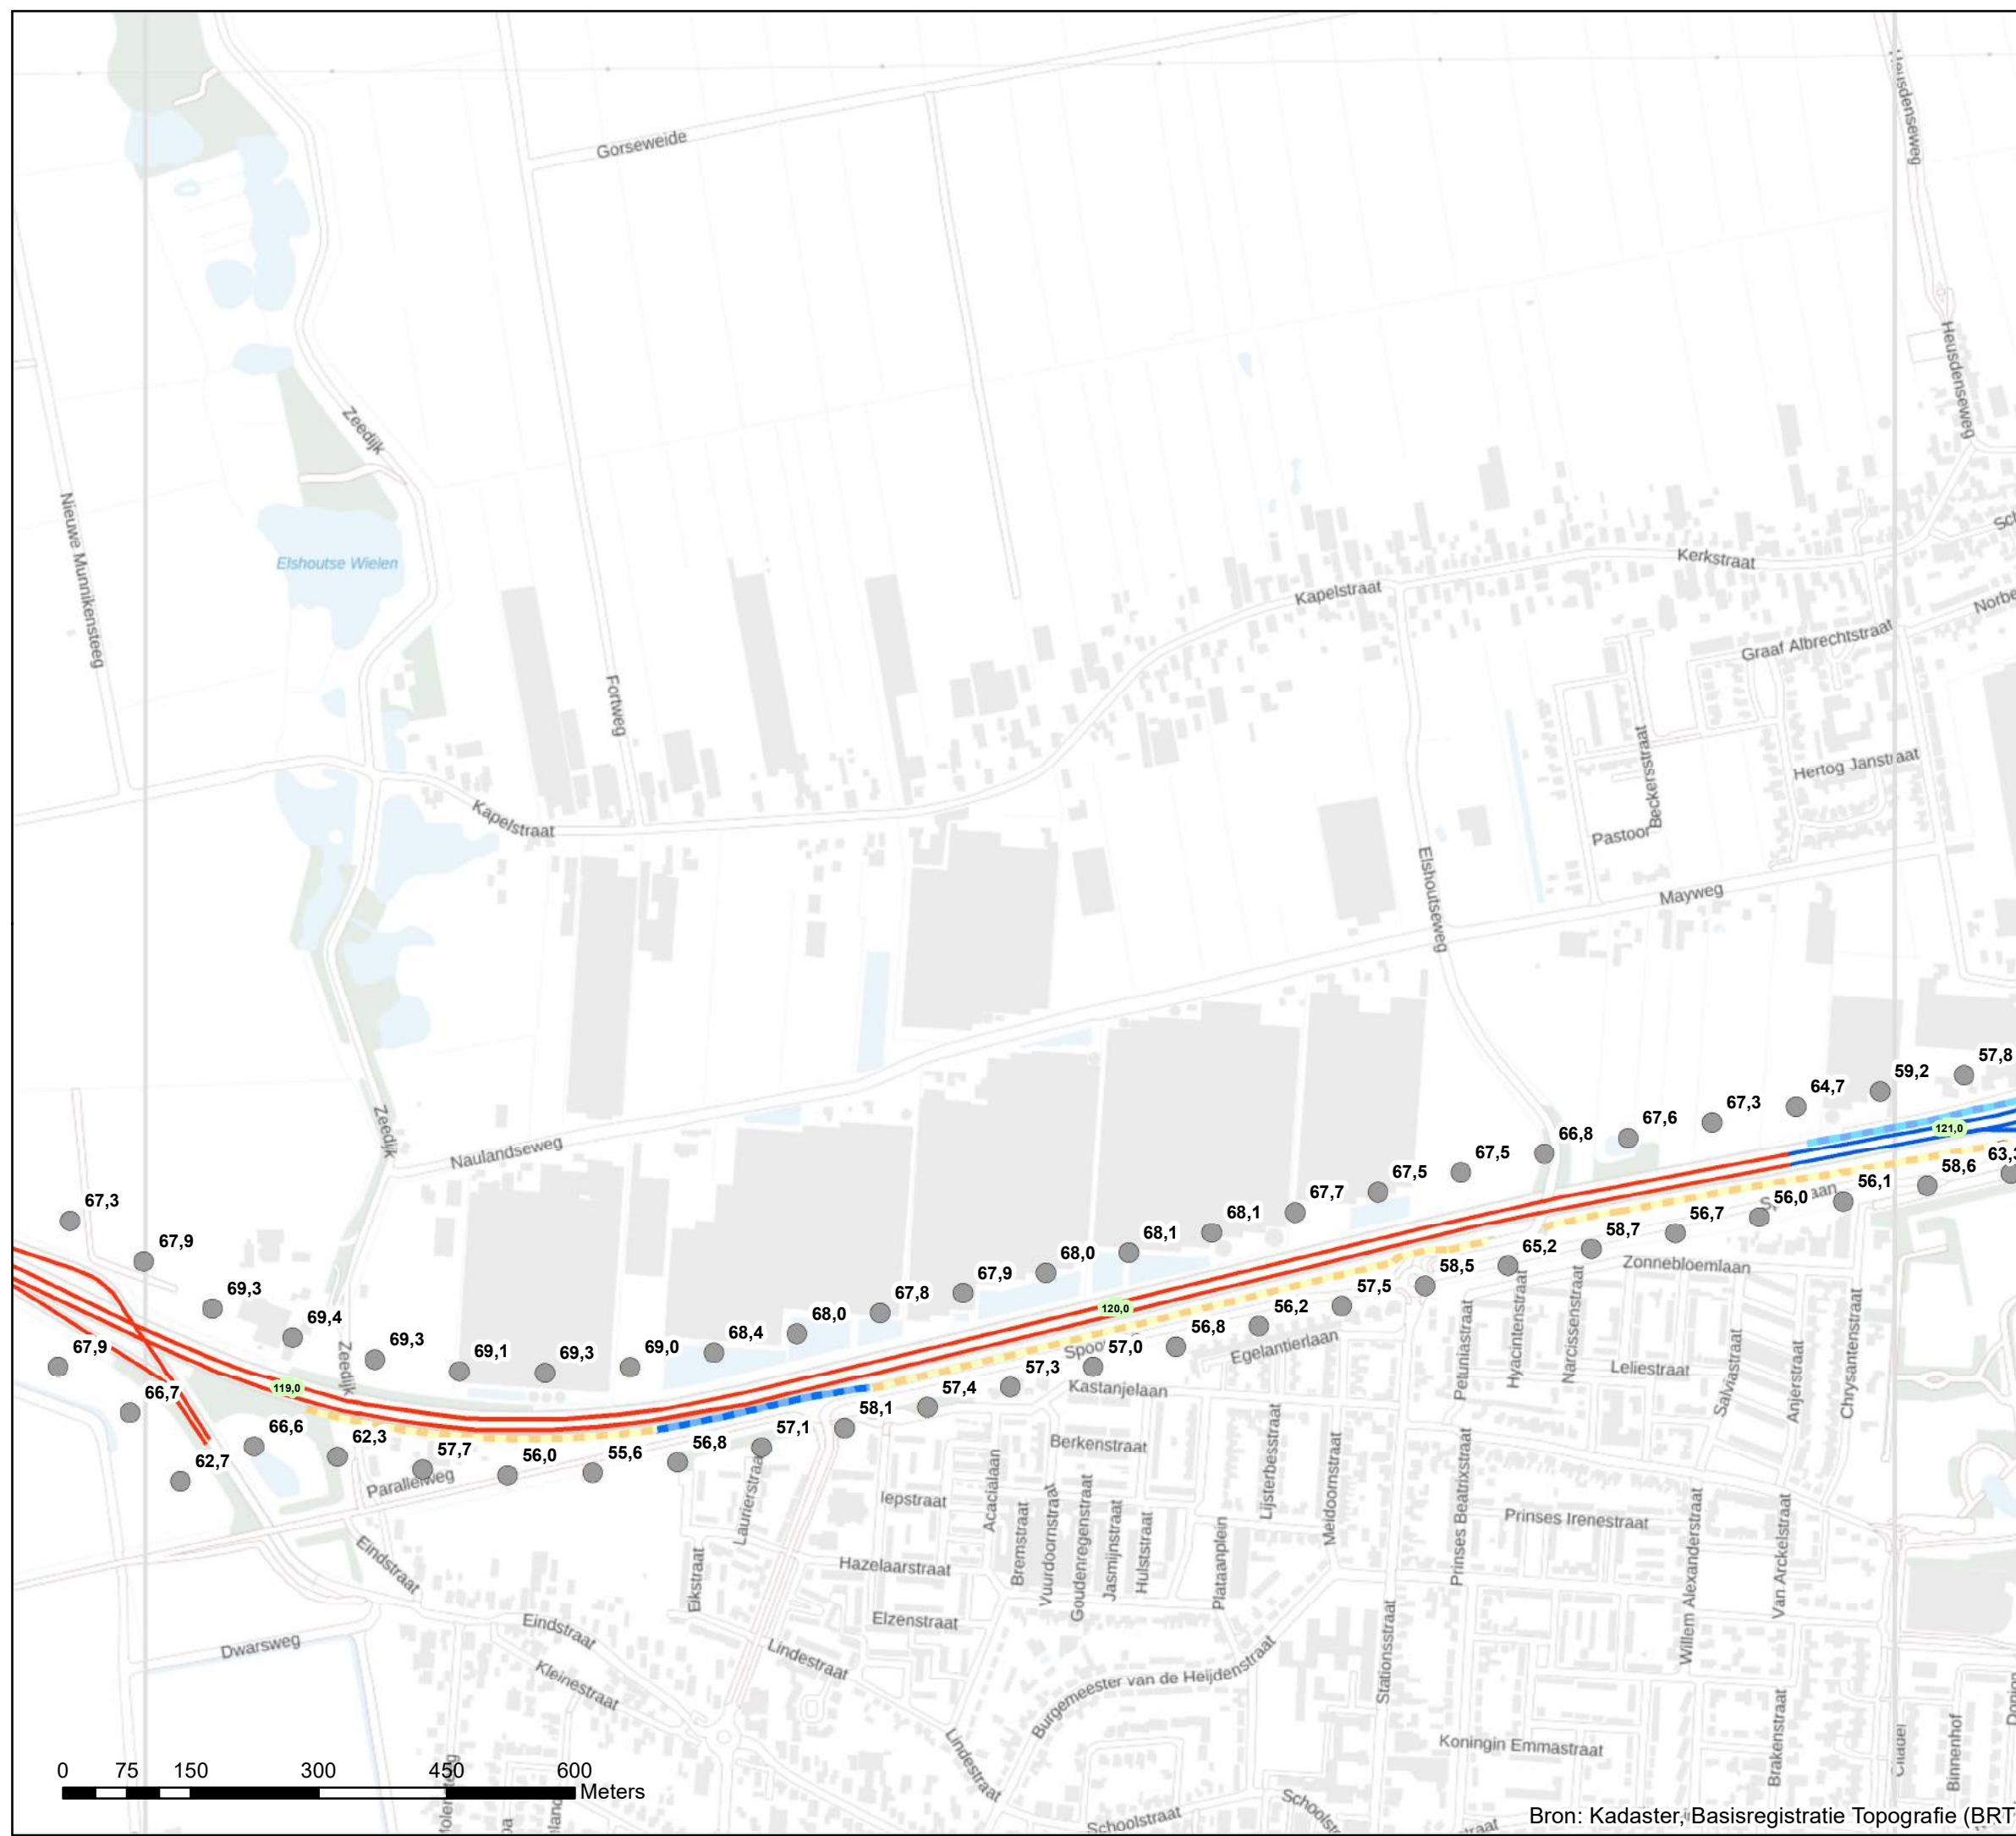 Heusdenseweg
Gorseweide
Heusdenseweg
Zeedijk
Nieuwe Munnikensteeg
Elshoutse Wielen
Kerkstraat
Kapelstraat
Graaf Albrechtstraat
Fortweg
Beckersstraat
Pastoor
Hertog Janstraat
Kapelstraat
Elshoutseweg
Mayweg
Zeedijk
Naulandseweg
57,8
59,2
64,7
67,3
67,6
66,8
67,5
67,5
67,7
68,1
68,1
68,0
67,9
67,8
68,0
68,4
69,0
69,3
69,1
69,3
69,4
69,3
67,9
67,3
121,0
120,0
119,0
67,9
66,7
62,7
66,6
62,3
57,7
56,0
55,6
56,8
57,1
58,1
57,4
57,3
57,0
56,8
56,2
57,5
58,5
65,2
58,7
56,7
56,0
56,1
58,6
63,3
Zeedijk
Parallelweg
Zonnebloemlaan
Egelantierlaan
Kastanjelaan
Leliestraat
Petuniastraat
Hyacintenstraat
Narcissenstraat
Salviastraat
Anjerstraat
Chrysantenstraat
Berkenstraat
Iepstraat
Laurierstraat
Acacialaan
Bremstraat
Vuurdoornstraat
Goudenregenstraat
Jasmijnstraat
Hulststraat
Plataanplein
Lijsterbesstraat
Meidoornstraat
Prinses Beatrixstraat
Prinses Irenestraat
Willem Alexanderstraat
Van Arckelstraat
Eindstraat
Eikstraat
Hazelaarstraat
Elzenstraat
Eindstraat
Dwarsweg
Kleinestraat
Lindestraat
Burgemeester van de Heijdenstraat
Stationsstraat
Lindestraat
Koningin Emmastraat
Brakenstraat
Citadel
Binnenhof
Schoolstraat
0 75 150 300 450 600
Meters
Bron: Kadaster, Basisregistratie Topografie (BRT